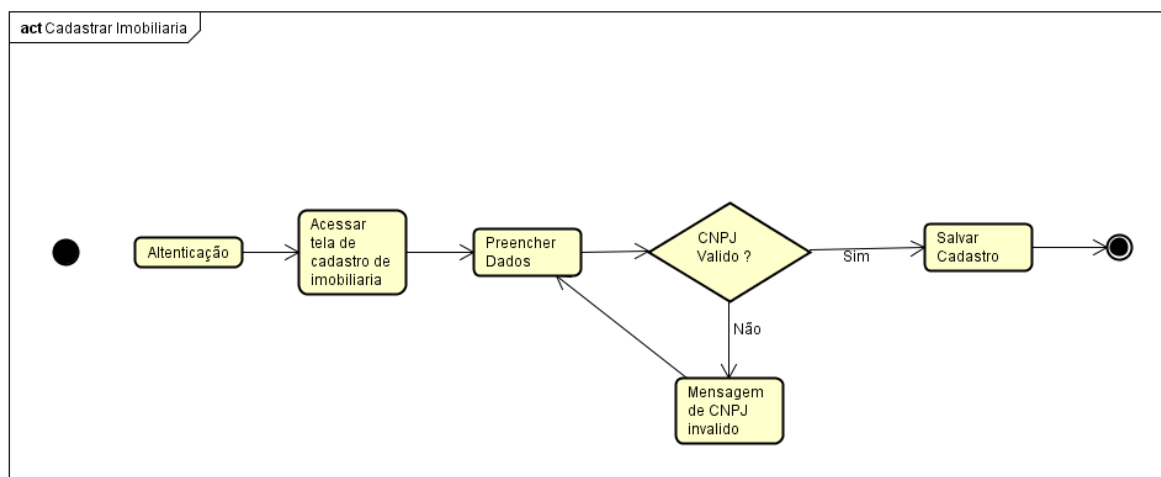 act Cadastrar Imobiliaria
Altenticação
Acessar
tela de
cadastro de
imobiliaria
Preencher
Dados
CNPJ
Valido ?
Sim
Salvar
Cadastro
Não
Mensagem
de CNPJ
invalido